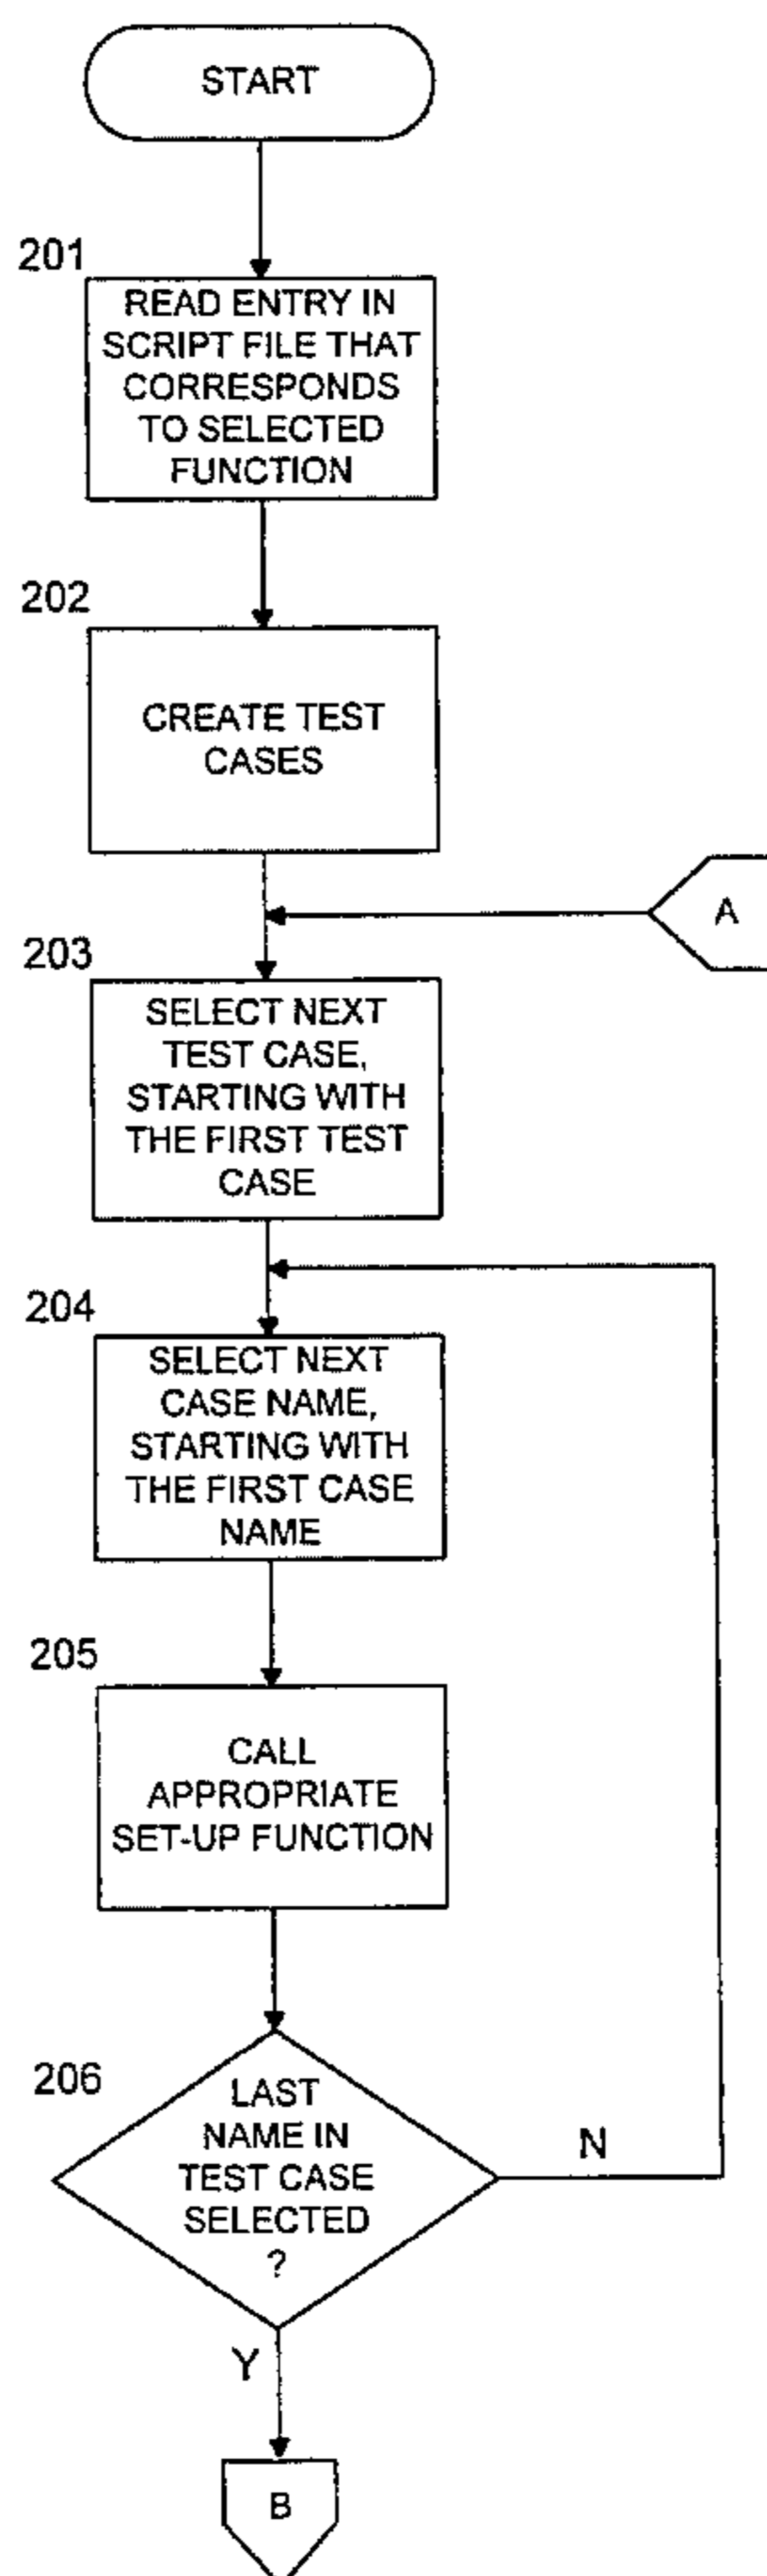 START
201
READ ENTRY IN
SCRIPT FILE THAT
CORRESPONDS
TO SELECTED
FUNCTION
202
CREATE TEST
CASES
A
203
SELECT NEXT
TEST CASE,
STARTING WITH
THE FIRST TEST
CASE
204
SELECT NEXT
CASE NAME,
STARTING WITH
THE FIRST CASE
NAME
205
CALL
APPROPRIATE
SET-UP FUNCTION
206
LAST
NAME IN
TEST CASE
SELECTED
?
N
Y
B